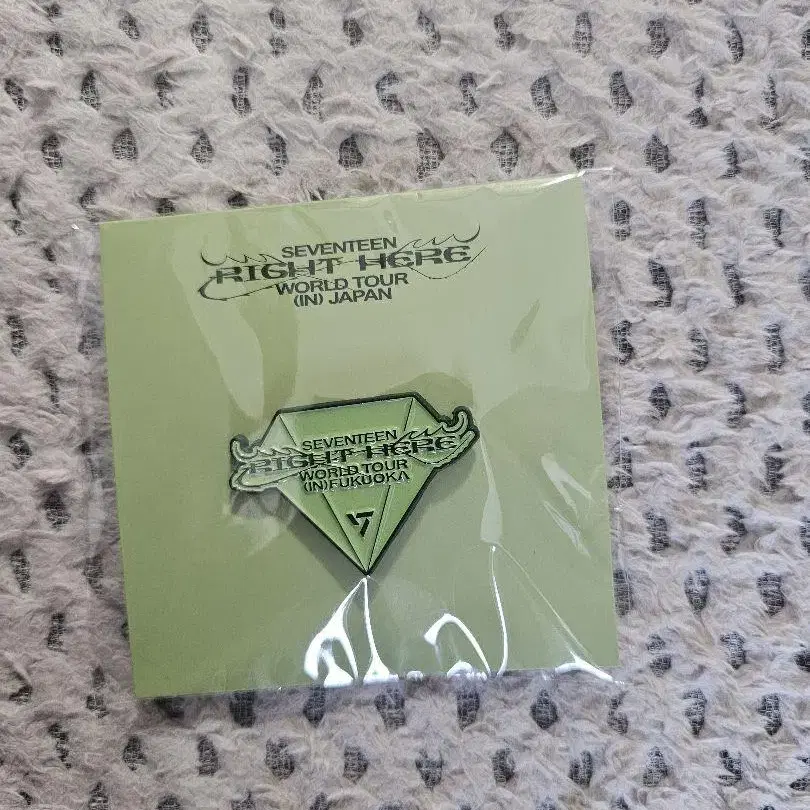 SEVENTEEN
RIGHT HERE
WORLD TOUR
(IN) JAPAN
SEVENTEEN
RIGHT HERE
WORLD TOUR
(IN) FUKUOKA